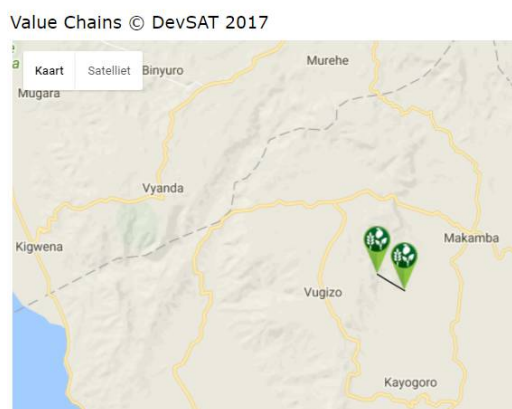 Value Chains © DevSAT 2017
Kaart Satelliet
Binyuro
Murehe
Mugara
Vyanda
Kigwena
Makamba
Vugizo
Kayogoro